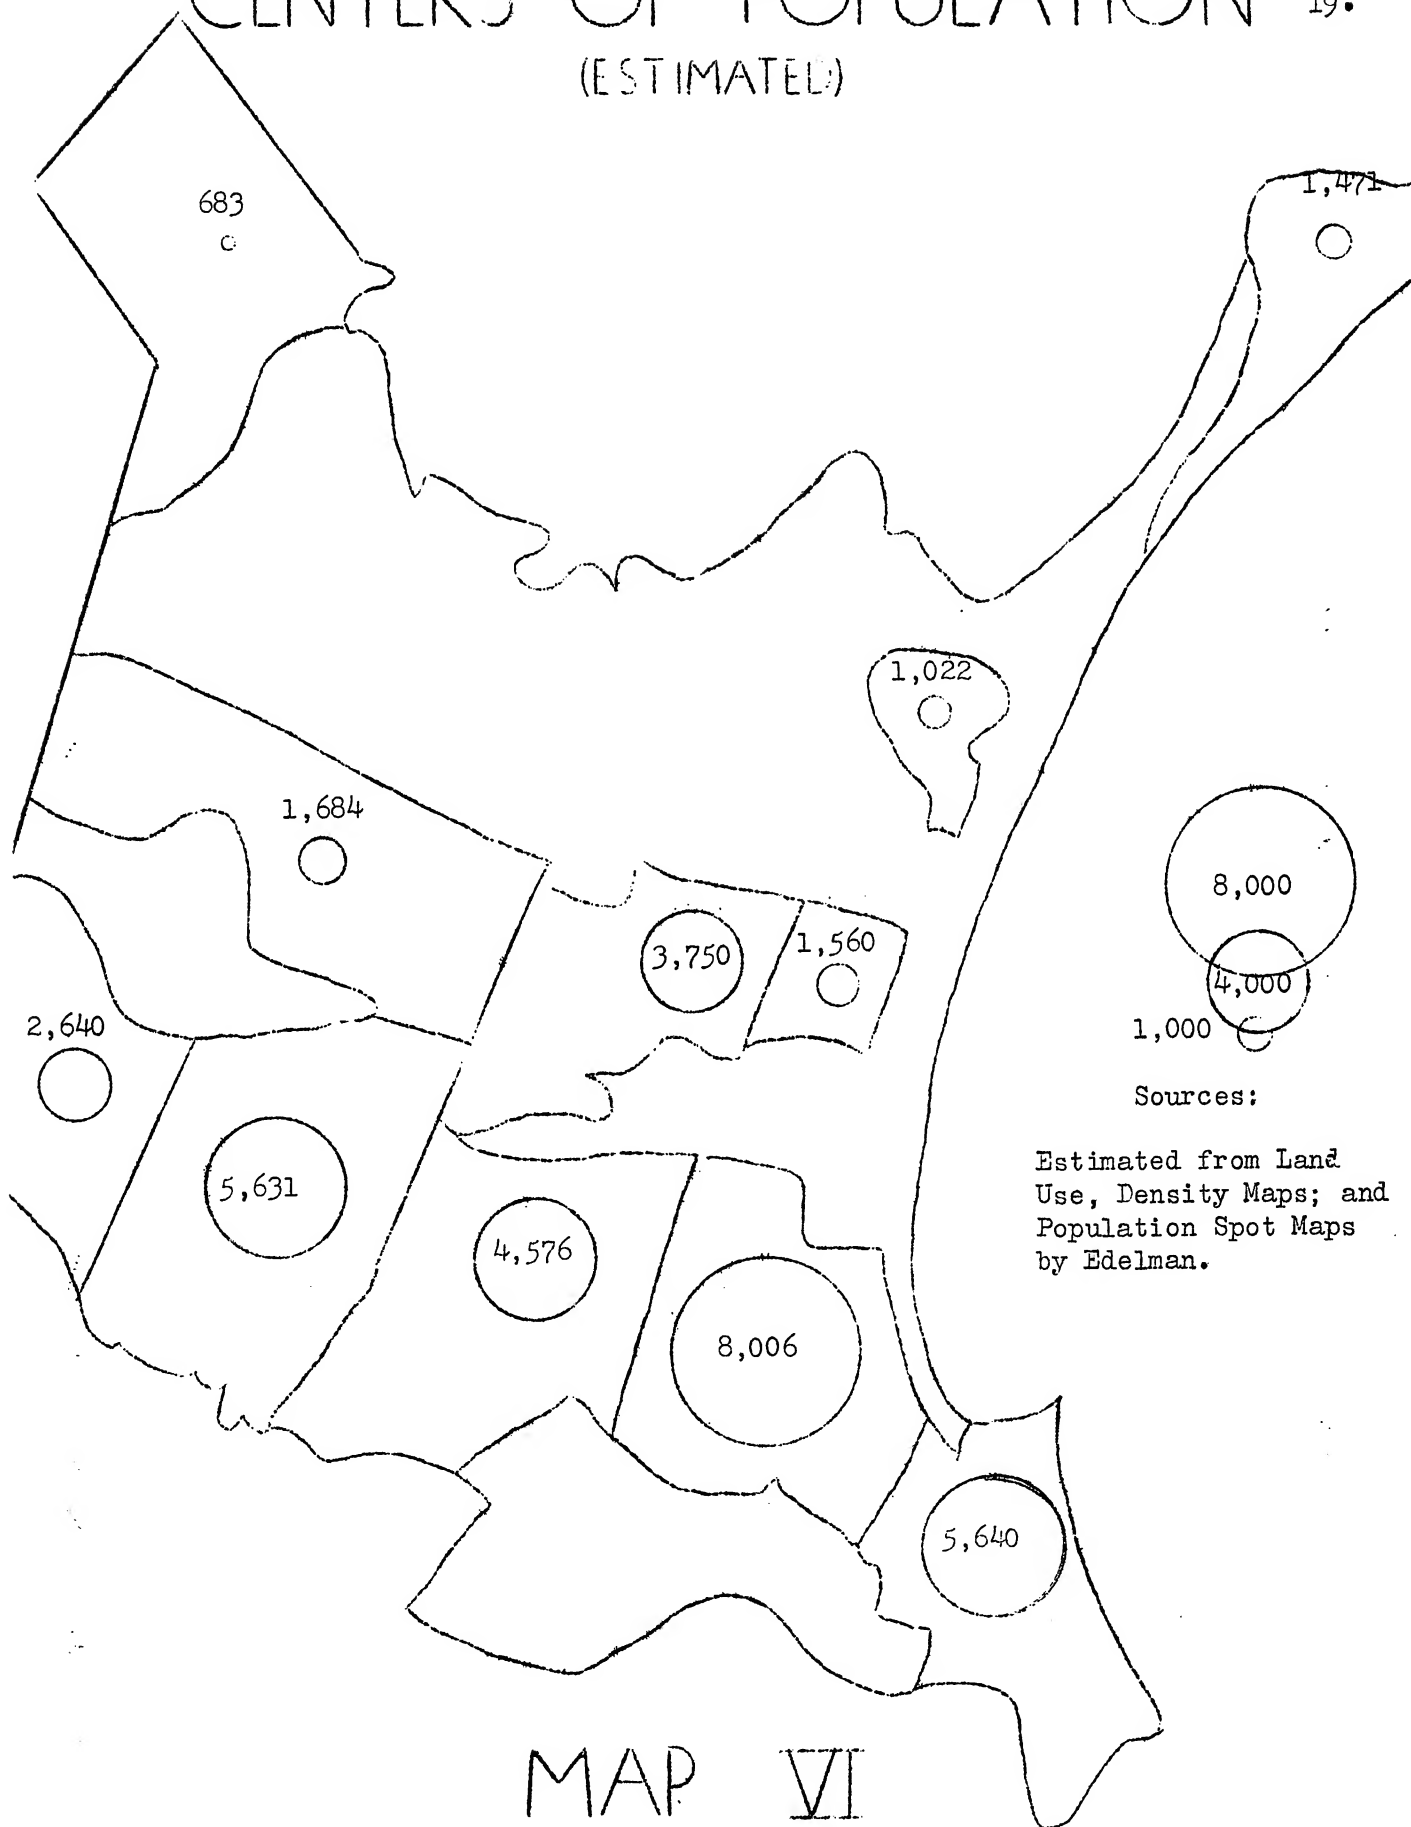 CENTERS OF POPULATION 19.
(ESTIMATED)
683
1,471
1,022
1,684
8,000
3,750
1,560
4,000
2,640
1,000
Sources:
Estimated from Land
Use, Density Maps; and
Population Spot Maps
by Edelman.
5,631
4,576
8,006
5,640
MAP VI